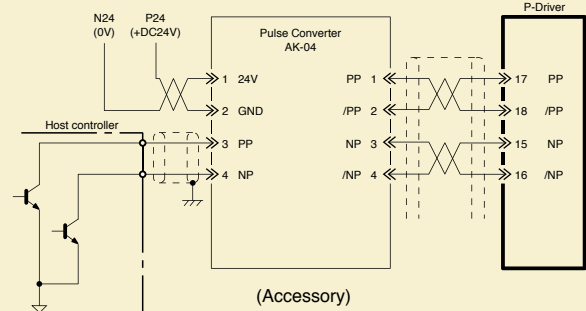 P-Driver
N24
(0V)
P24
(+DC24V)
Pulse Converter
AK-04
1 24V
2 GND
3 PP
4 NP
PP 1
/PP 2
NP 3
/NP 4
17 PP
18 /PP
15 NP
16 /NP
Host controller
(Accessory)